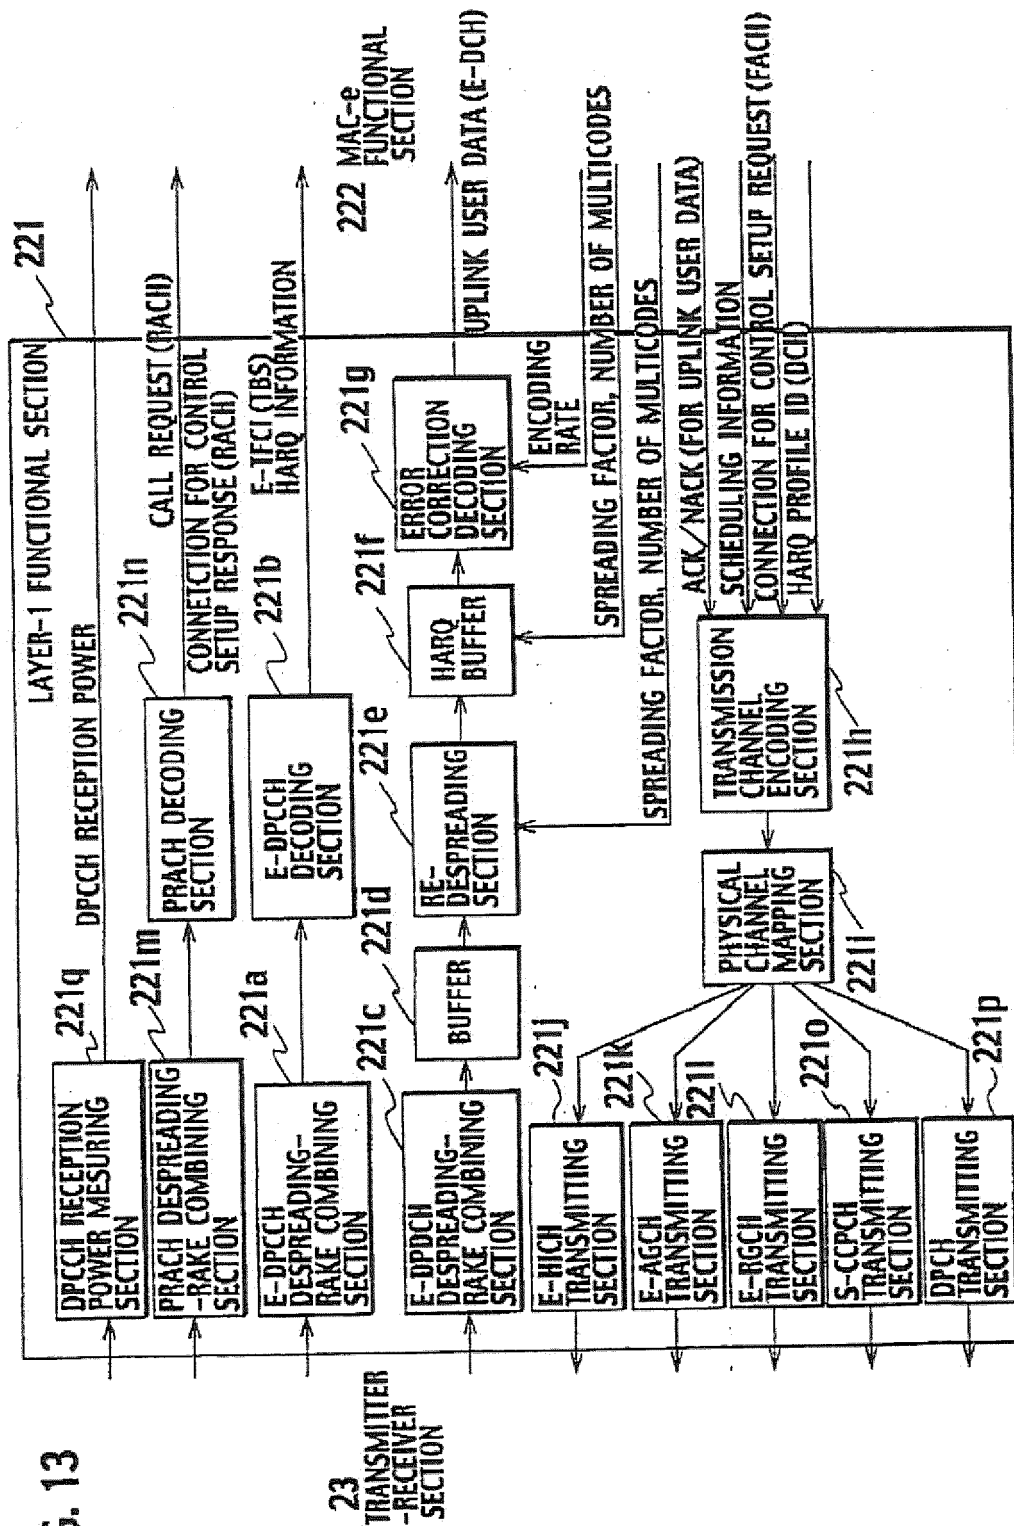 G. 13
LAYER-1 FUNCTIONAL SECTION
221
DPCCH RECEPTION
POWER MESURING
SECTION
221q
DPCCH RECEPTION POWER
PRACH DESPREADING
-RAKE COMBINING
SECTION
221m
PRACH DECODING
SECTION
221n
CALL REQUEST (RACH)
CONNETCTION FOR CONTROL
SETUP RESPONSE (RACH)
E-DPCCH
DESPREADING-
RAKE COMBINING
SECTION
221a
E-DPCCH
DECODING
SECTION
221b
E-TFCI (TBS)
HARQ INFORMATION
23
TRANSMITTER
-RECEIVER
SECTION
222 MAC-e
FUNCTIONAL
SECTION
E-DPDCH
DESPREADING-
RAKE COMBINING
SECTION
221c
BUFFER
221d
RE-
DESPREADING
SECTION
221e
HARQ
BUFFER
221f
ERROR
CORRECTION
DECODING
SECTION
221g
UPLINK USER DATA (E-DCH)
ENCODING
RATE
SPREADING FACTOR, NUMBER OF MULTICODES
SPREADING FACTOR, NUMBER OF MULTICODES
ACK/NACK (FOR UPLINK USER DATA)
SCHEDULING INFORMATION
CONNECTION FOR CONTROL SETUP REQUEST (FACH)
HARQ PROFILE ID (DCH)
E-HICH
TRANSMITTING
SECTION
221j
E-AGCH
TRANSMITTING
SECTION
221k
E-RGCH
TRANSMITTING
SECTION
221l
S-CCPCH
TRANSMITTING
SECTION
221o
DPCH
TRANSMITTING
SECTION
221p
PHYSICAL
CHANNEL
MAPPING
SECTION
221i
TRANSMISSION
CHANNEL
ENCODING
SECTION
221h